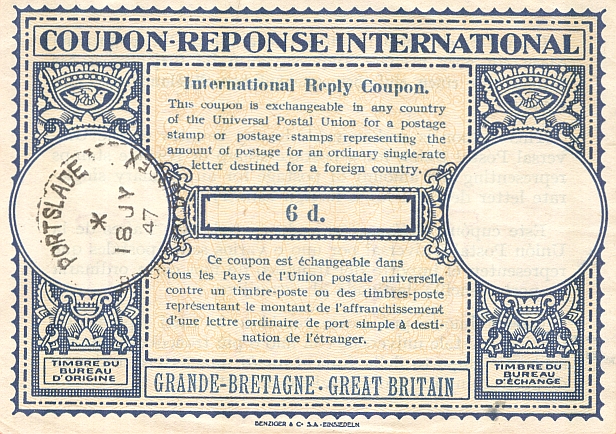 COUPON-REPONSE INTERNATIONAL
International Reply Coupon.
This coupon is exchangeable in any country
of the Universal Postal Union for a postage
stamp or postage stamps representing the
amount of postage for an ordinary single-rate
letter destined for a foreign country.
PORTSLADE
*
18 JY
47
6 d.
Ce coupon est échangeable dans
tous les Pays de l'Union postale universelle
contre un timbre-poste ou des timbres-poste
représentant le montant de l'affranchissement
d'une lettre ordinaire de port simple à desti-
nation de l'étranger.
TIMBRE DU
BUREAU
D'ORIGINE
TIMBRE DU
BUREAU
D'ÉCHANGE
GRANDE-BRETAGNE - GREAT BRITAIN
BENZIGER & Co S.A. - EINSIEDELN